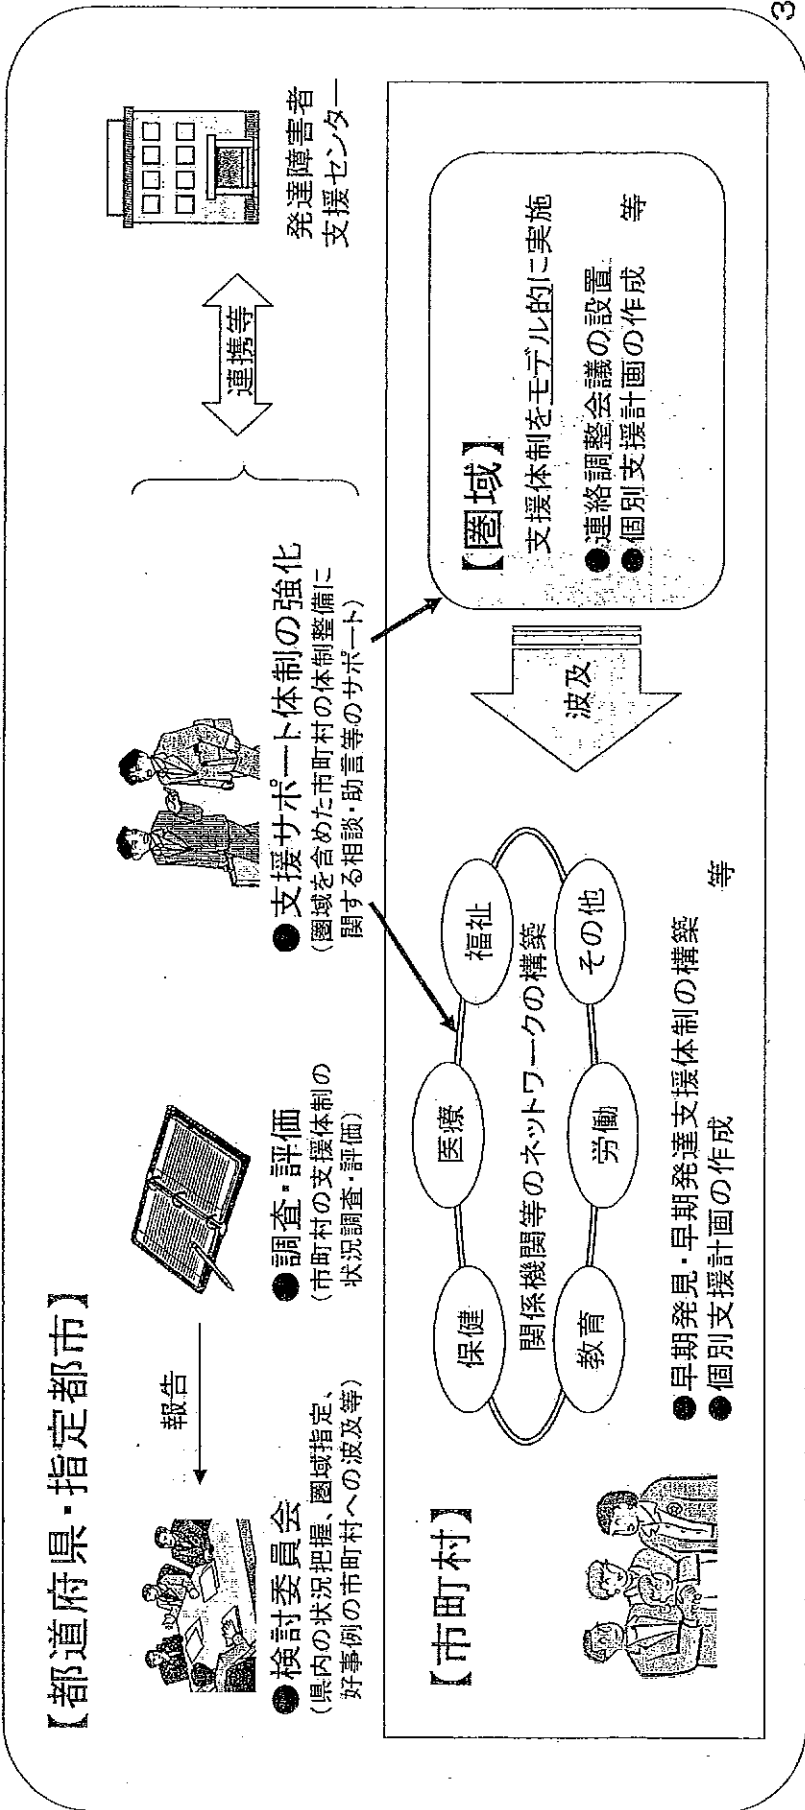 【都道府県・指定都市】
報告
●検討委員会
(県内の状況把握、圏域指定、
好事例の市町村への波及等)
●調査・評価
(市町村の支援体制の
状況調査・評価)
●支援サポート体制の強化
(圏域を含めた市町村の体制整備に
関する相談・助言等のサポート)
連携等
発達障害者
支援センター
【市町村】
保健
医療
福祉
関係機関等のネットワークの構築
教育
労働
その他
●早期発見・早期発達支援体制の構築
●個別支援計画の作成 等
波及
【圏域】
支援体制をモデル的に実施
●連絡調整会議の設置
●個別支援計画の作成 等
3